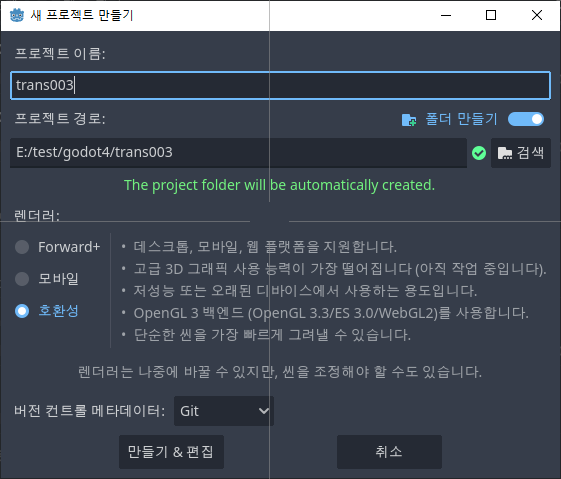 새 프로젝트 만들기
프로젝트 이름:
trans003
프로젝트 경로:
폴더 만들기
E:/test/godot4/trans003
검색
The project folder will be automatically created.
렌더러:
Forward+
모바일
호환성
• 데스크톱, 모바일, 웹 플랫폼을 지원합니다.
• 고급 3D 그래픽 사용 능력이 가장 떨어집니다 (아직 작업 중입니다).
• 저성능 또는 오래된 디바이스에서 사용하는 용도입니다.
• OpenGL 3 백엔드 (OpenGL 3.3/ES 3.0/WebGL2)를 사용합니다.
• 단순한 씬을 가장 빠르게 그려낼 수 있습니다.
렌더러는 나중에 바꿀 수 있지만, 씬을 조정해야 할 수도 있습니다.
버전 컨트롤 메타데이터:
Git
만들기 & 편집
취소